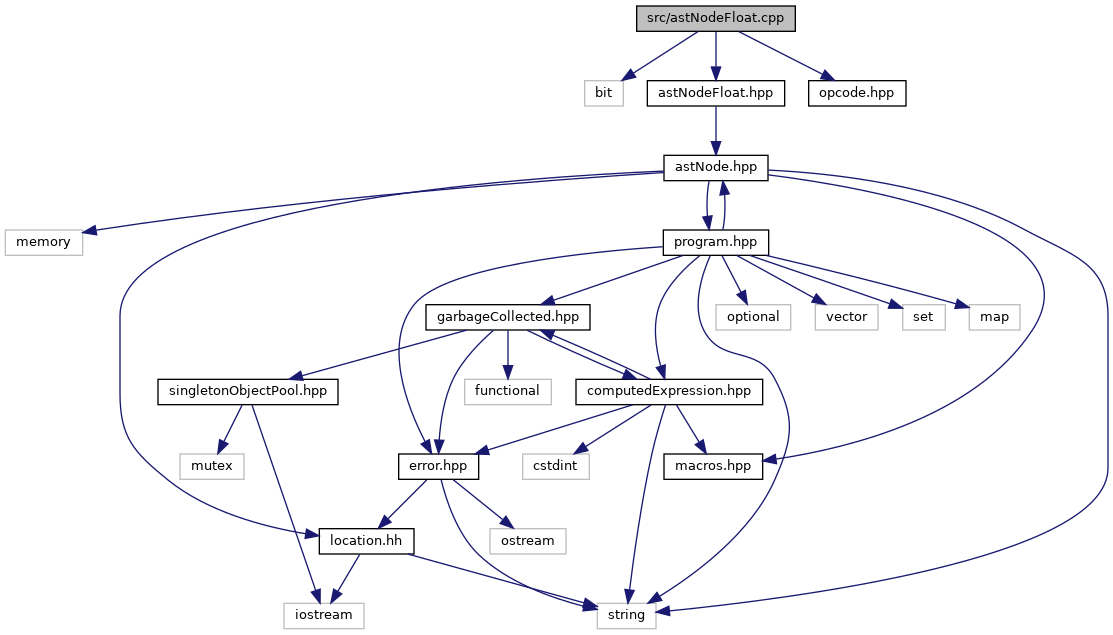 src/astNodeFloat.cpp
bit
astNodeFloat.hpp
opcode.hpp
astNode.hpp
memory
program.hpp
garbageCollected.hpp
optional
vector
set
map
singletonObjectPool.hpp
functional
computedExpression.hpp
mutex
error.hpp
cstdint
macros.hpp
location.hh
ostream
iostream
string